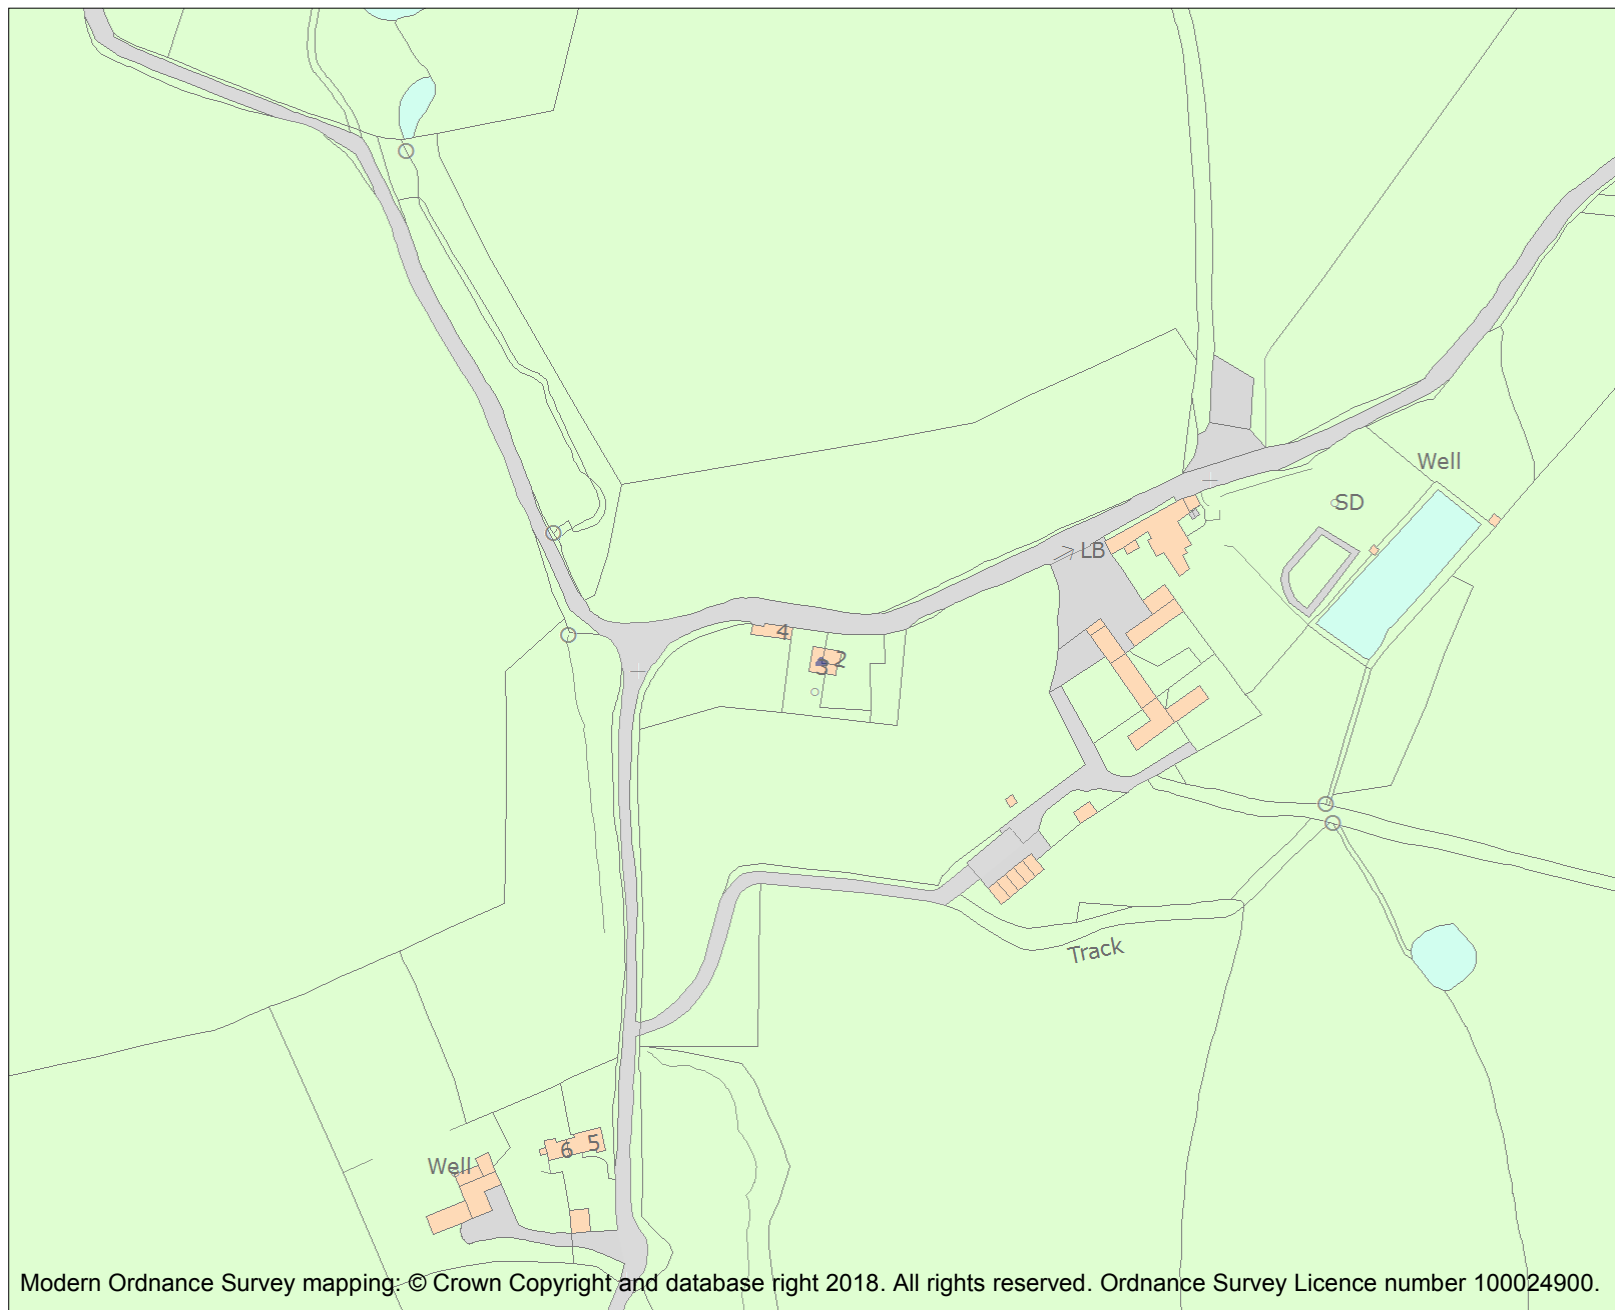 Well
SD
LB
4
2
3
Track
5
6
Well
Modern Ordnance Survey mapping: © Crown Copyright and database right 2018. All rights reserved. Ordnance Survey Licence number 100024900.